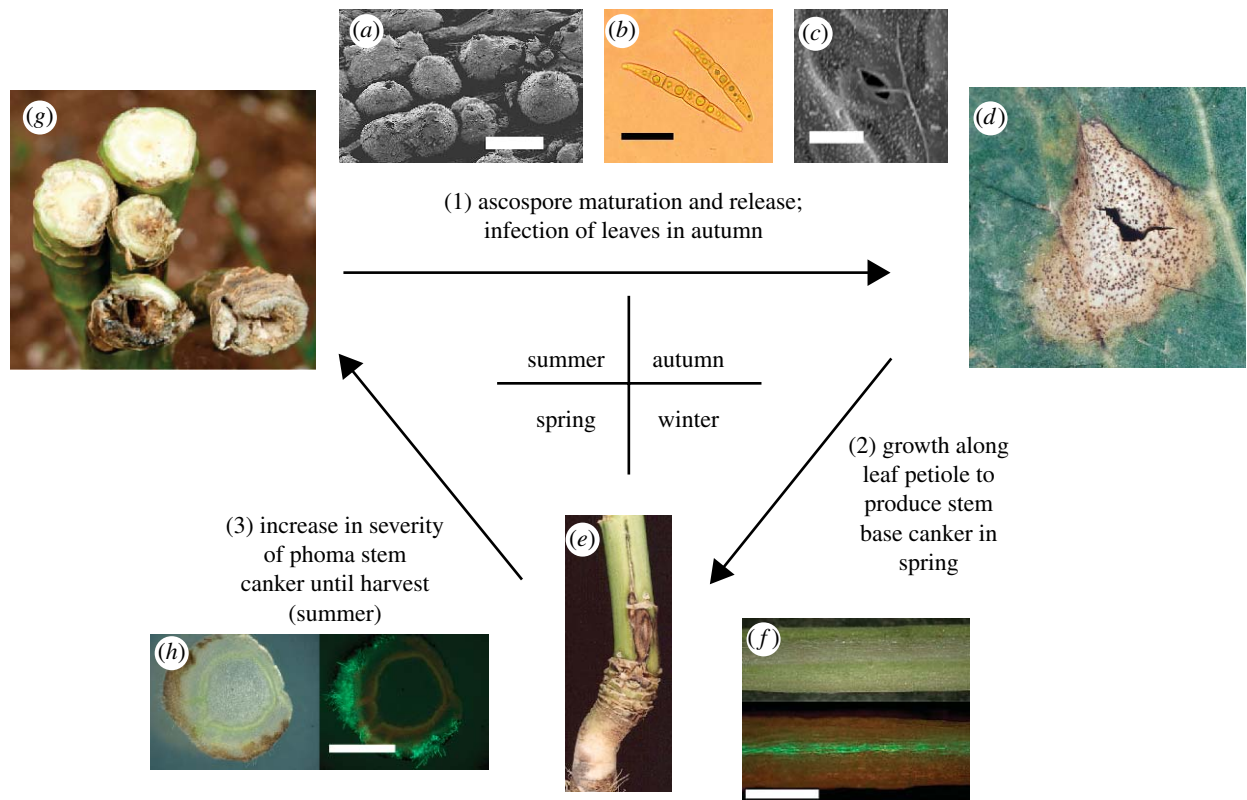 (a)
(b)
(c)
(g)
(d)
(1) ascospore maturation and release;
infection of leaves in autumn
summer
autumn
spring
winter
(2) growth along
leaf petiole to
produce stem
base canker in
spring
(3) increase in severity
of phoma stem
canker until harvest
(summer)
(e)
(h)
(f)